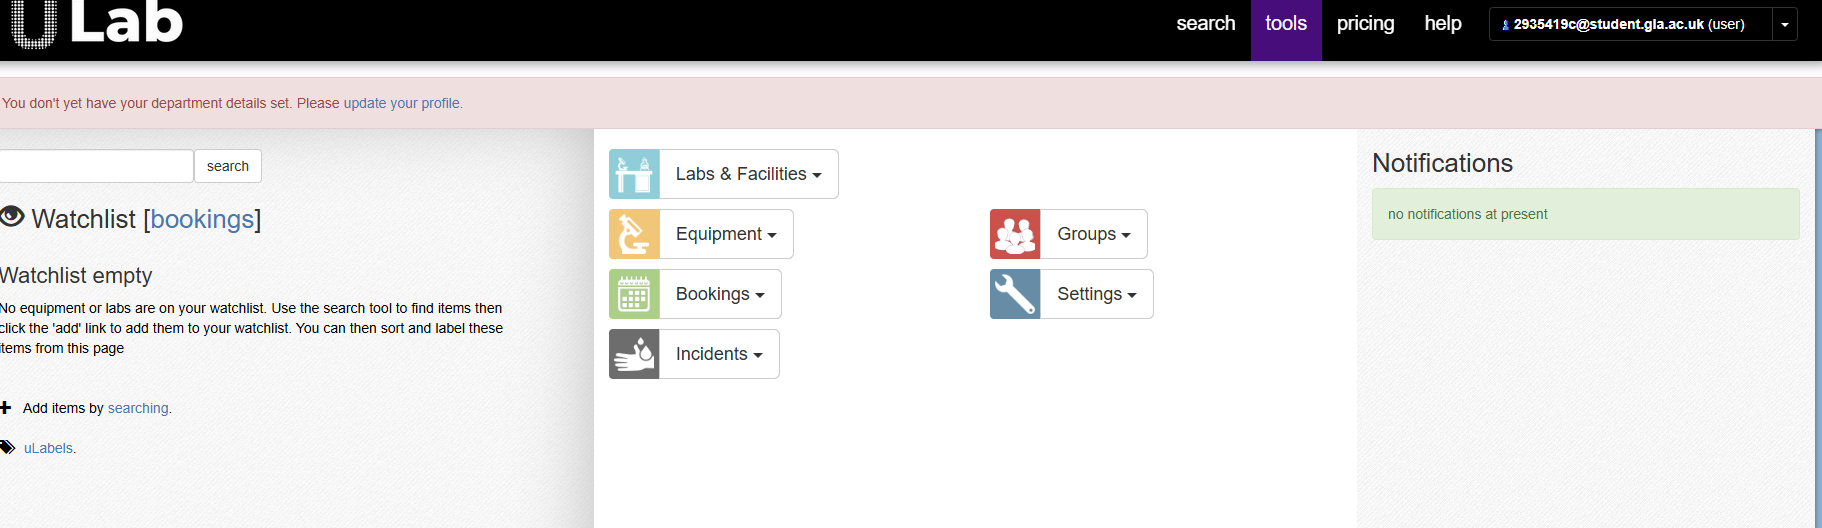 ULab
search tools pricing help 2935419c@student.gla.ac.uk (user)
You don't yet have your department details set. Please update your profile.
search
Watchlist [bookings]
Watchlist empty
No equipment or labs are on your watchlist. Use the search tool to find items then
click the 'add' link to add them to your watchlist. You can then sort and label these
items from this page
Add items by searching.
uLabels.
Labs & Facilities
Equipment
Bookings
Incidents
Groups
Settings
Notifications
no notifications at present